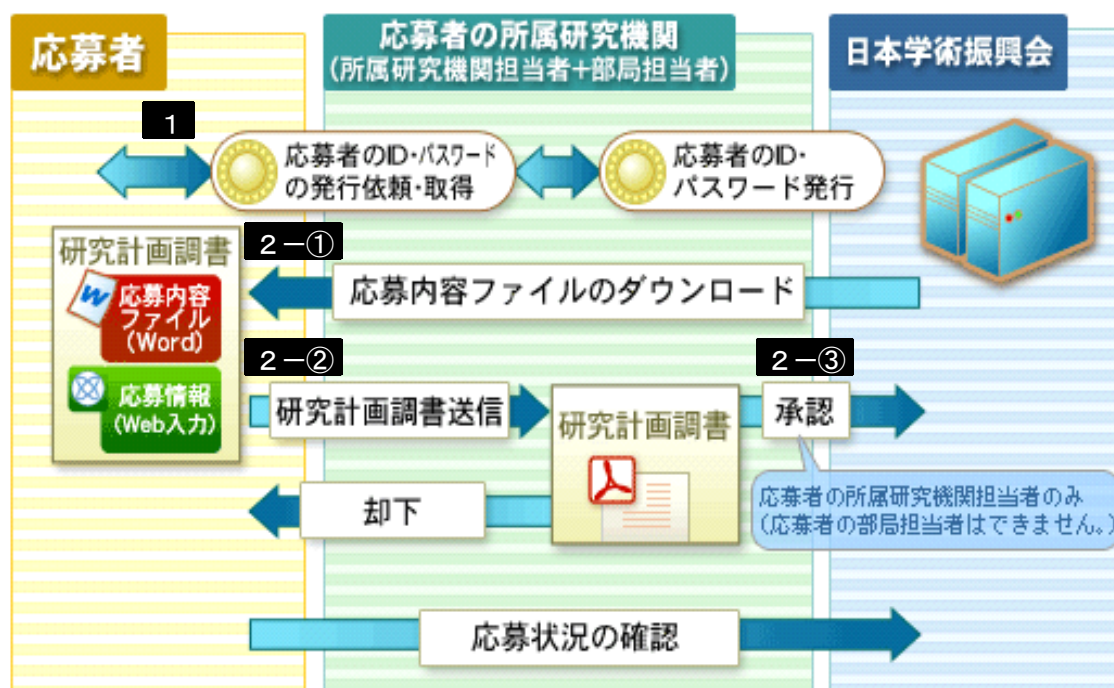 応募者
応募者の所属研究機関
(所属研究機関担当者+部局担当者)
日本学術振興会
1
応募者のID・パスワード
の発行依頼・取得
応募者のID・
パスワード発行
研究計画調書
W
応募内容
ファイル
(Word)
応募情報
(Web入力)
2－①
応募内容ファイルのダウンロード
2－②
研究計画調書送信
研究計画調書
2－③
承認
応募者の所属研究機関担当者のみ
(応募者の部局担当者はできません。)
却下
応募状況の確認